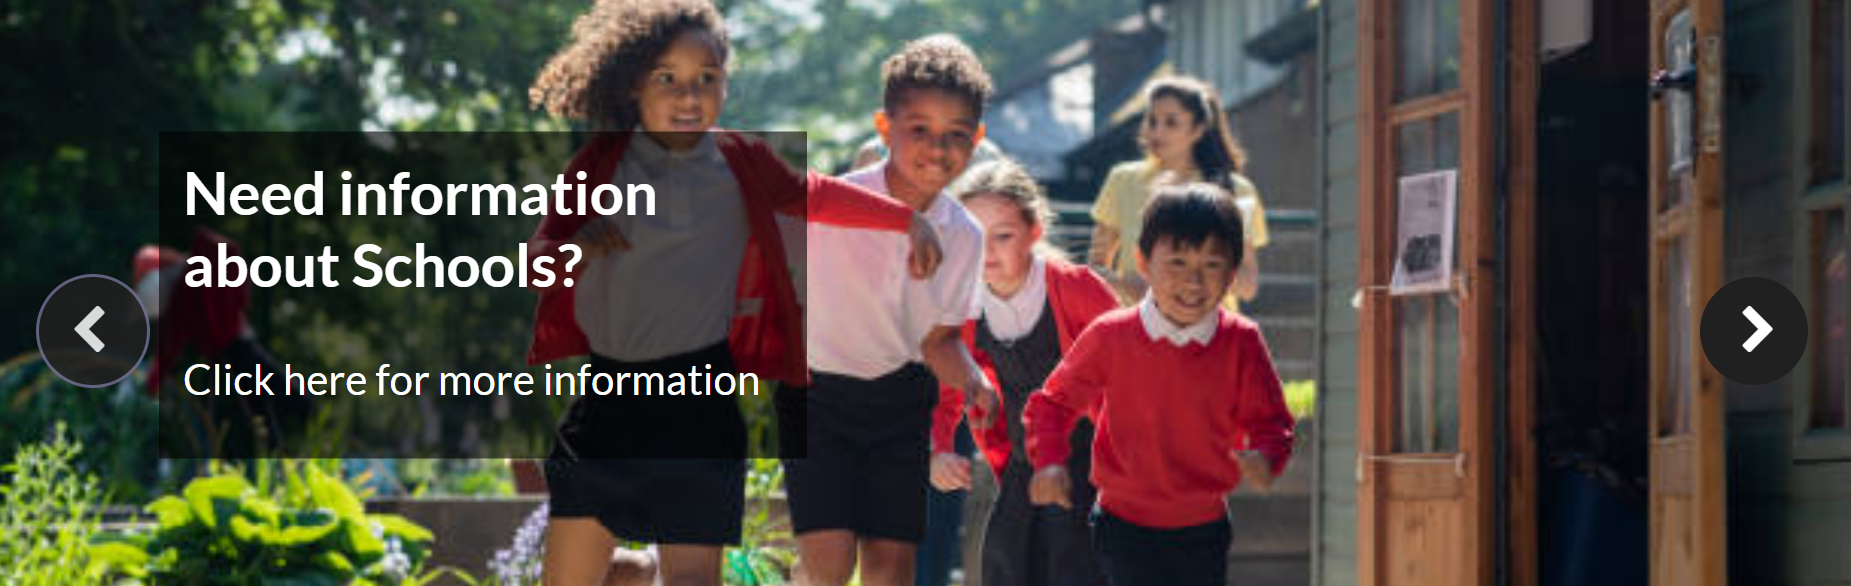 Need information
about Schools?
Click here for more information